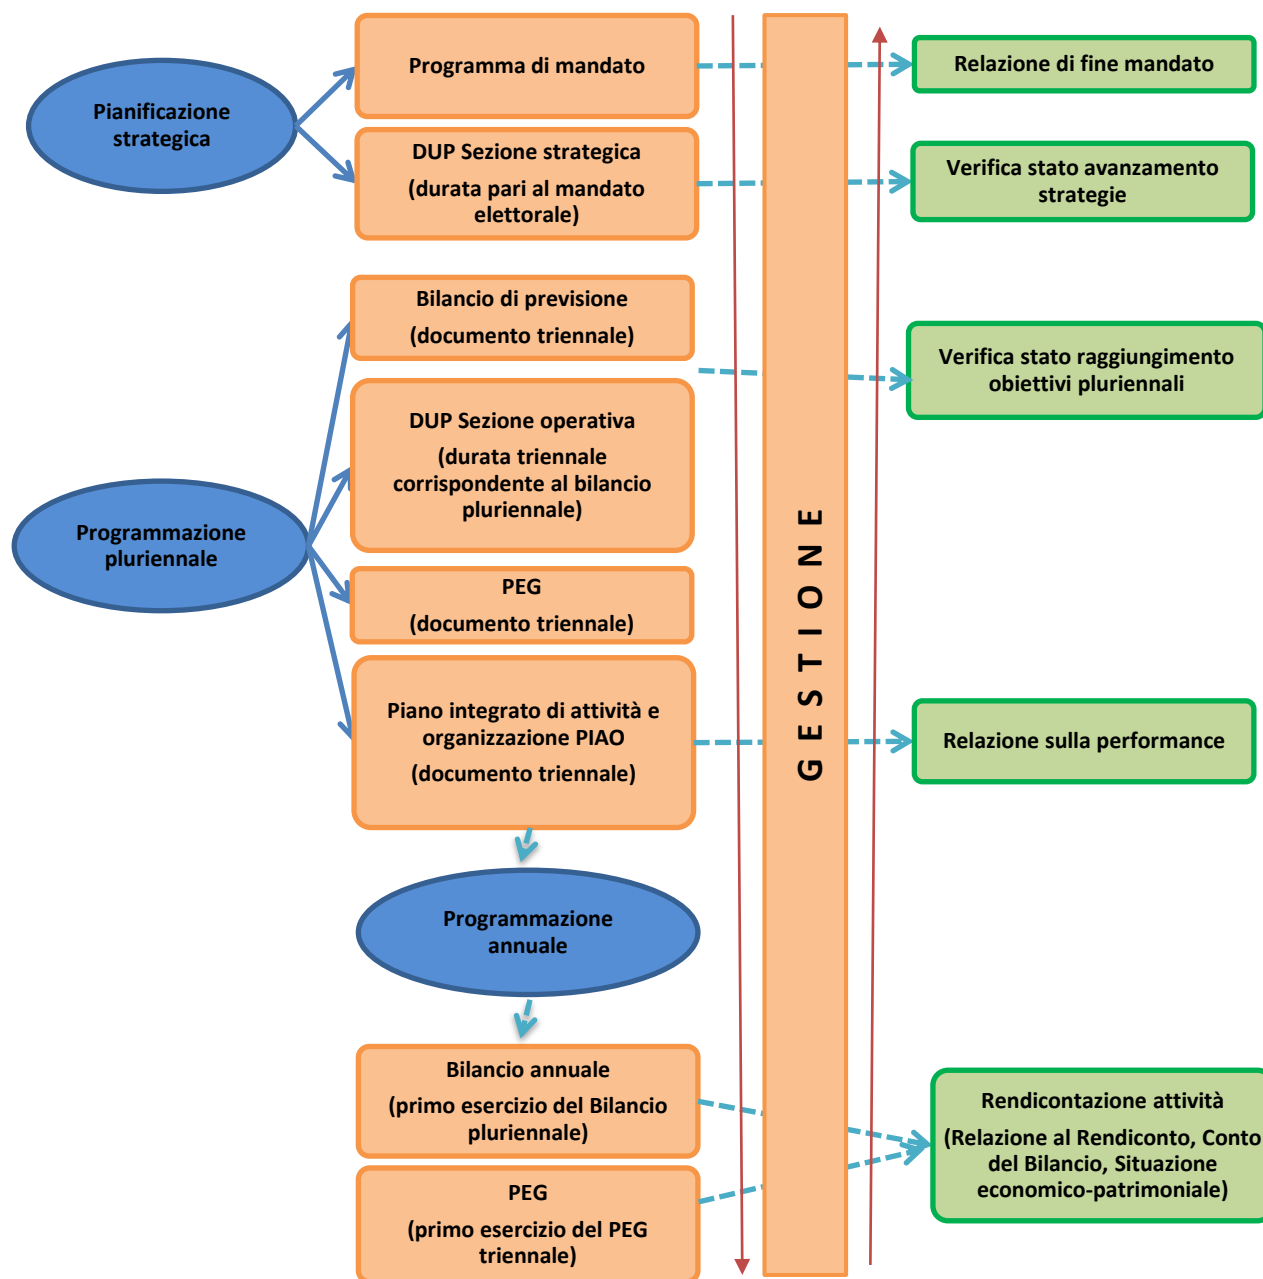 Pianificazione
strategica
Programma di mandato
Relazione di fine mandato
DUP Sezione strategica
(durata pari al mandato
elettorale)
Verifica stato avanzamento
strategie
Bilancio di previsione
(documento triennale)
Verifica stato raggiungimento
obiettivi pluriennali
DUP Sezione operativa
(durata triennale
corrispondente al bilancio
pluriennale)
Programmazione
pluriennale
PEG
(documento triennale)
Piano integrato di attività e
organizzazione PIAO
(documento triennale)
GESTIONE
Relazione sulla performance
Programmazione
annuale
Bilancio annuale
(primo esercizio del Bilancio
pluriennale)
PEG
(primo esercizio del PEG
triennale)
Rendicontazione attività
(Relazione al Rendiconto, Conto
del Bilancio, Situazione
economico-patrimoniale)